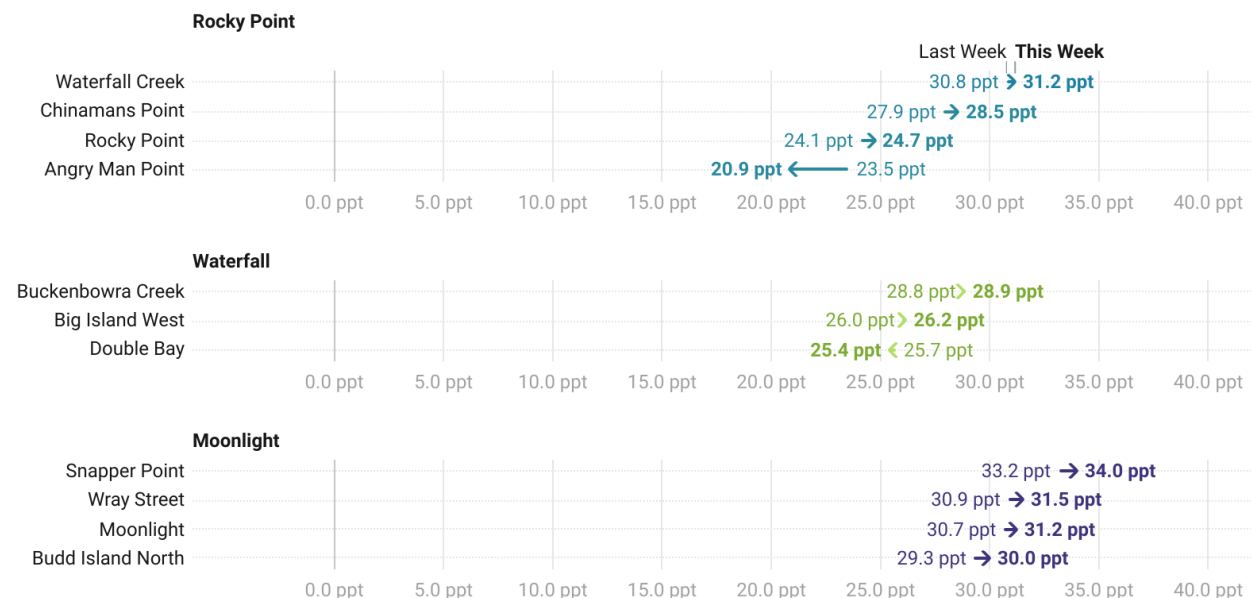 Rocky Point
Last Week This Week
Waterfall Creek 30.8 ppt 31.2 ppt
Chinamans Point 27.9 ppt 28.5 ppt
Rocky Point 24.1 ppt 24.7 ppt
Angry Man Point 20.9 ppt 23.5 ppt
0.0 ppt 5.0 ppt 10.0 ppt 15.0 ppt 20.0 ppt 25.0 ppt 30.0 ppt 35.0 ppt 40.0 ppt
Waterfall
Buckenbowra Creek 28.8 ppt 28.9 ppt
Big Island West 26.0 ppt 26.2 ppt
Double Bay 25.4 ppt 25.7 ppt
0.0 ppt 5.0 ppt 10.0 ppt 15.0 ppt 20.0 ppt 25.0 ppt 30.0 ppt 35.0 ppt 40.0 ppt
Moonlight
Snapper Point 33.2 ppt 34.0 ppt
Wray Street 30.9 ppt 31.5 ppt
Moonlight 30.7 ppt 31.2 ppt
Budd Island North 29.3 ppt 30.0 ppt
0.0 ppt 5.0 ppt 10.0 ppt 15.0 ppt 20.0 ppt 25.0 ppt 30.0 ppt 35.0 ppt 40.0 ppt